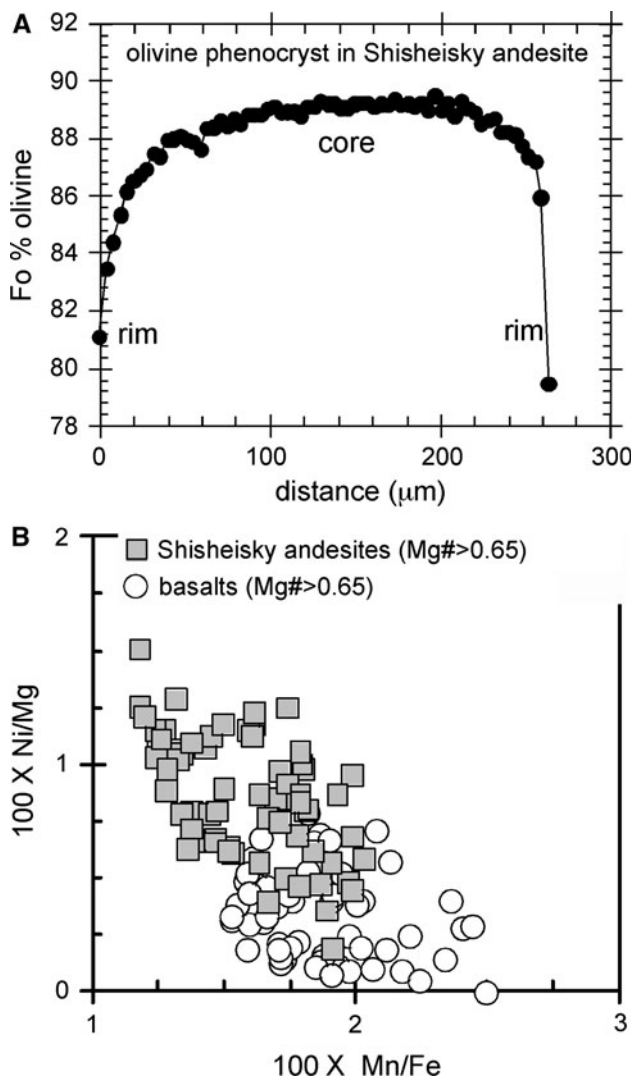 A
olivine phenocryst in Shisheisky andesite
92
90
88
86
84
82
80
78
Fo % olivine
core
rim
rim
0
100
200
300
distance (µm)
B
2
1
0
100 X Ni/Mg
Shisheisky andesites (Mg#>0.65)
basalts (Mg#>0.65)
1
2
3
100 X Mn/Fe